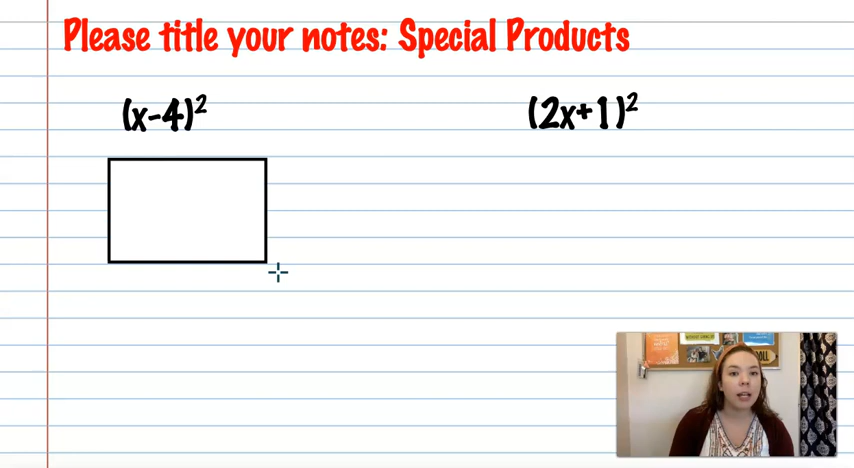 Please title your notes: Special Products
(x-4)² (2x+1)²